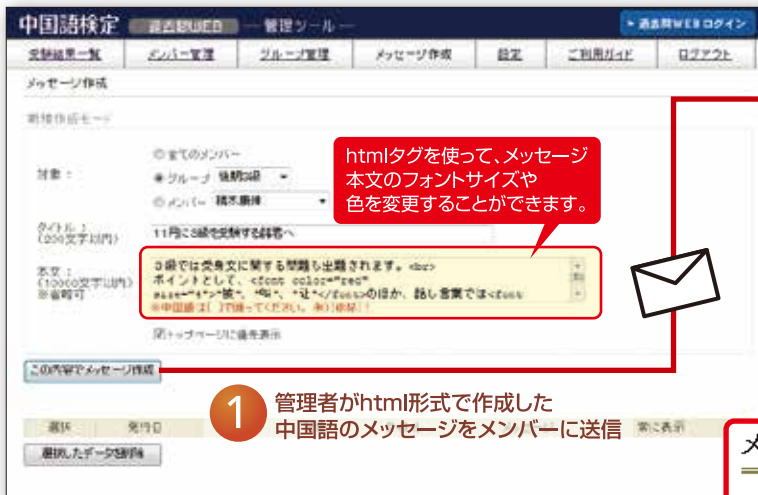 中国語検定 過去問WEB ― 管理ツール ―
過去問WEBログイン
受験結果一覧 メンバー管理 グループ管理 メッセージ作成 設定 ご利用ガイド ログアウト
メッセージ作成
新規作成モード
対象：
全てのメンバー
グループ 後期3級
メンバー
タイトル：
(200文字以内)
11月に3級を受験する諸君へ
本文：
(10000文字以内)
※省略可
3級では受身文に関する問題も出題されます。<br>
ポイントとして、<font color="red"
size="4">"被"、"叫"、"让"</font>のほか、話し言葉では<font
トップページに優先表示
htmlタグを使って、メッセージ
本文のフォントサイズや
色を変更することができます。
この内容でメッセージ作成
1 管理者がhtml形式で作成した
中国語のメッセージをメンバーに送信
選択 発行日 常に表示
選択したデータを削除
メ